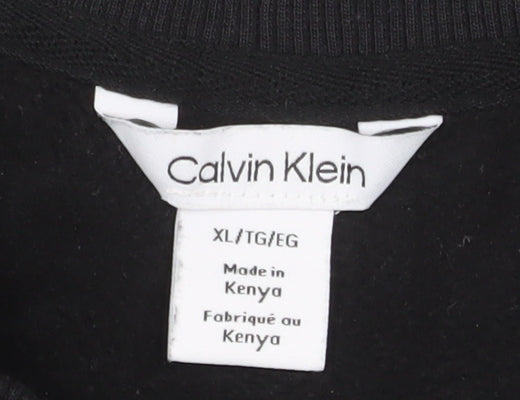 Calvin Klein
XL/TG/EG
Made in
Kenya
Fabriqué au
Kenya